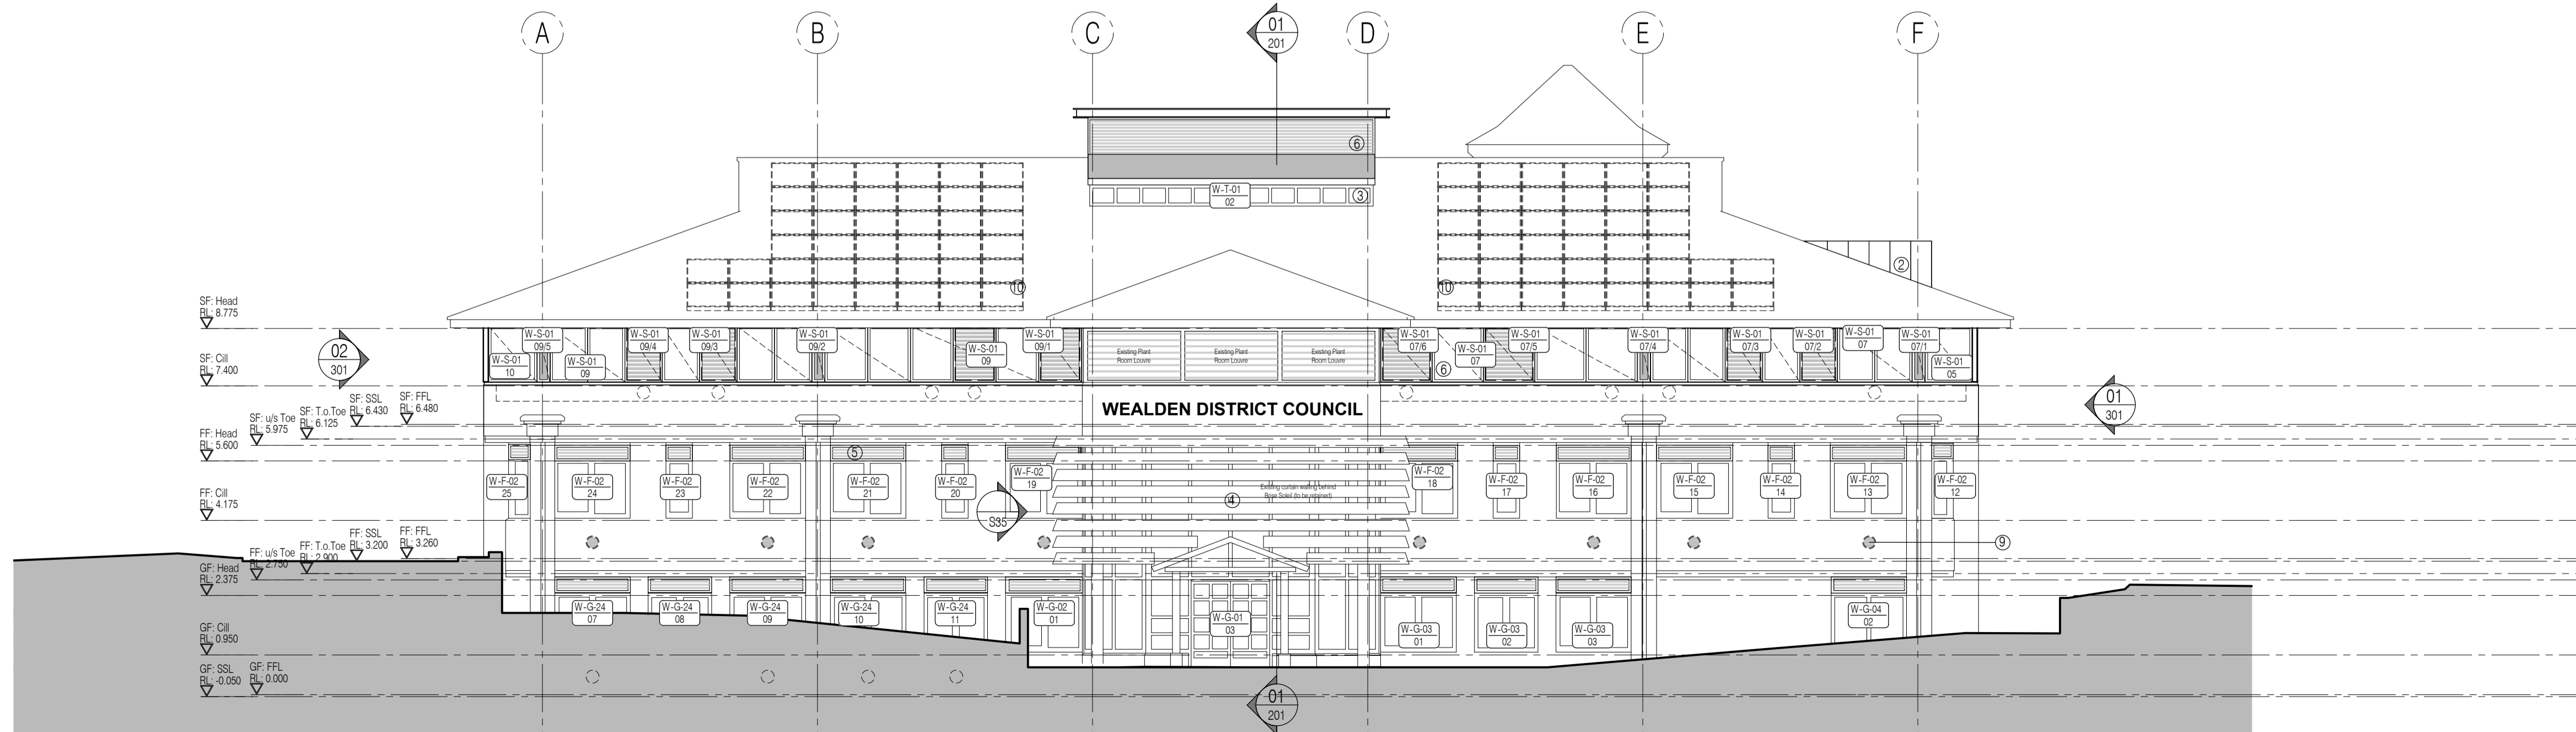 A
B
C
01
201
D
E
F
6
W-T-01
02
3
2
10
10
SF: Head
RL: 8.775
SF: Cill
RL: 7.400
02
301
W-S-01
10
W-S-01
09/5
W-S-01
09
W-S-01
09/4
W-S-01
09/3
W-S-01
09/2
W-S-01
09
W-S-01
09/1
Existing Plant
Room Louvre
Existing Plant
Room Louvre
Existing Plant
Room Louvre
W-S-01
07/6
6
W-S-01
07
W-S-01
07/5
W-S-01
07/4
W-S-01
07/3
W-S-01
07/2
W-S-01
07
W-S-01
07/1
W-S-01
05
01
301
WEALDEN DISTRICT COUNCIL
SF: SSL
RL: 6.430
SF: FFL
RL: 6.480
SF: u/s Toe
RL: 5.975
SF: T.o.Toe
RL: 6.125
FF: Head
RL: 5.600
FF: Cill
RL: 4.175
5
W-F-02
25
W-F-02
24
W-F-02
23
W-F-02
22
W-F-02
21
W-F-02
20
W-F-02
19
S35
4
Existing curtain walling behind
Brise Soleil (to be retained)
W-F-02
18
W-F-02
17
W-F-02
16
W-F-02
15
W-F-02
14
W-F-02
13
W-F-02
12
9
FF: SSL
RL: 3.200
FF: FFL
RL: 3.260
FF: u/s Toe
RL: 2.750
FF: T.o.Toe
RL: 2.900
GF: Head
RL: 2.375
GF: Cill
RL: 0.950
GF: SSL
RL: -0.050
GF: FFL
RL: 0.000
W-G-24
07
W-G-24
08
W-G-24
09
W-G-24
10
W-G-24
11
W-G-02
01
W-G-01
03
W-G-03
01
W-G-03
02
W-G-03
03
W-G-04
02
01
201